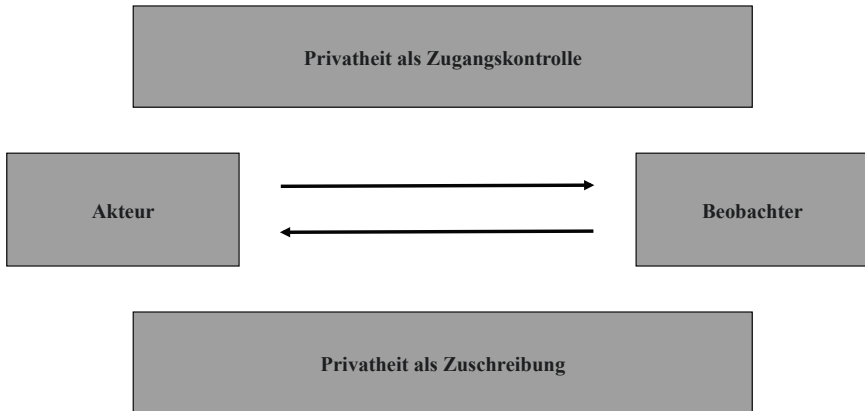 Privatheit als Zugangskontrolle
Akteur
Beobachter
Privatheit als Zuschreibung